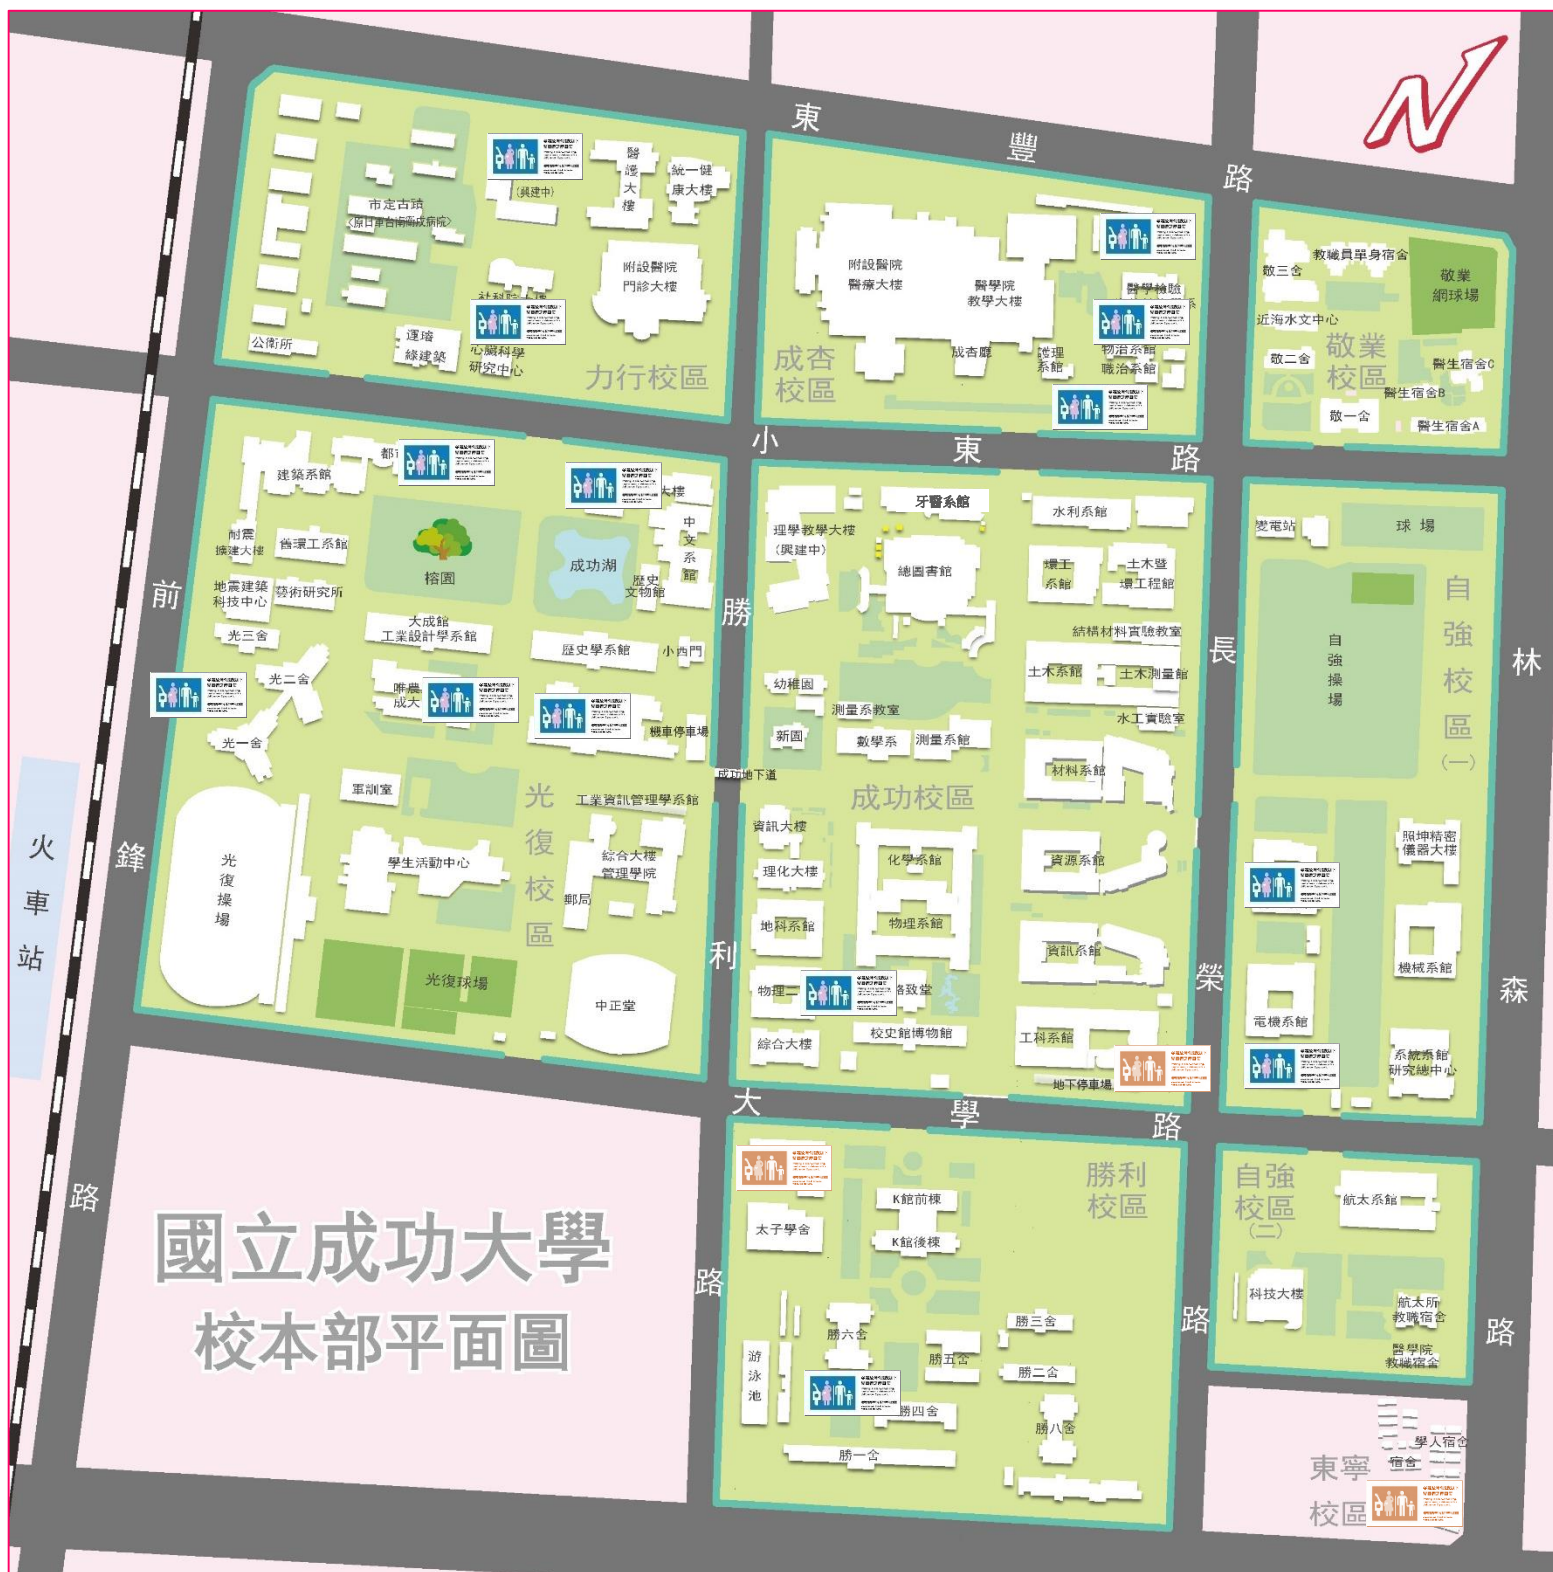 東
豐
路
醫
護
大
樓
統一健
康大樓
(興建中)
市定古蹟
<原日軍台南衛成病院>
附設醫院
門診大樓
公衛所
運璿
綠建築
心臟科學
研究中心
力行校區
附設醫院
醫療大樓
醫學院
教學大樓
醫學檢驗
物治系館
職治系館
護理
系館
成杏廳
成杏
校區
敬三舍
教職員單身宿舍
敬業
網球場
近海水文中心
敬二舍
敬業
校區
醫生宿舍C
醫生宿舍B
敬一舍
醫生宿舍A
小
東
路
建築系館
大樓
中
文
系
館
耐震
擴建大樓
舊環工系館
榕園
成功湖
歷史
文物館
地震建築
科技中心
藝術研究所
光三舍
大成館
工業設計學系館
歷史學系館
小西門
光二舍
唯農
成大
機車停車場
光一舍
軍訓室
光
復
校
區
工業資訊管理學系館
學生活動中心
綜合大樓
管理學院
郵局
光
復
操
場
光復球場
中正堂
前
鋒
路
火
車
站
勝
利
路
成功地下道
理學教學大樓
(興建中)
牙醫系館
水利系館
總圖書館
環工
系館
土木暨
環工程館
結構材料實驗教室
土木系館
土木測量館
幼稚園
測量系教室
水工實驗室
新園
數學系
測量系館
材料系館
成功校區
資訊大樓
化學系館
資源系館
理化大樓
地科系館
物理系館
資訊系館
物理二
格致堂
綜合大樓
校史館博物館
工科系館
地下停車場
長
榮
路
變電站
球場
自
強
操
場
自
強
校
區
(一)
照坤精密
儀器大樓
機械系館
電機系館
系統系館
研究總中心
林
森
路
大
學
路
勝利
校區
K館前棟
太子學舍
K館後棟
勝六舍
勝三舍
游
泳
池
勝五舍
勝二舍
勝四舍
勝八舍
勝一舍
自強
校區
(二)
航太系館
科技大樓
航太所
教職宿舍
醫學院
教職宿舍
學人宿舍
宿舍
東寧
校區
國立成功大學
校本部平面圖
N